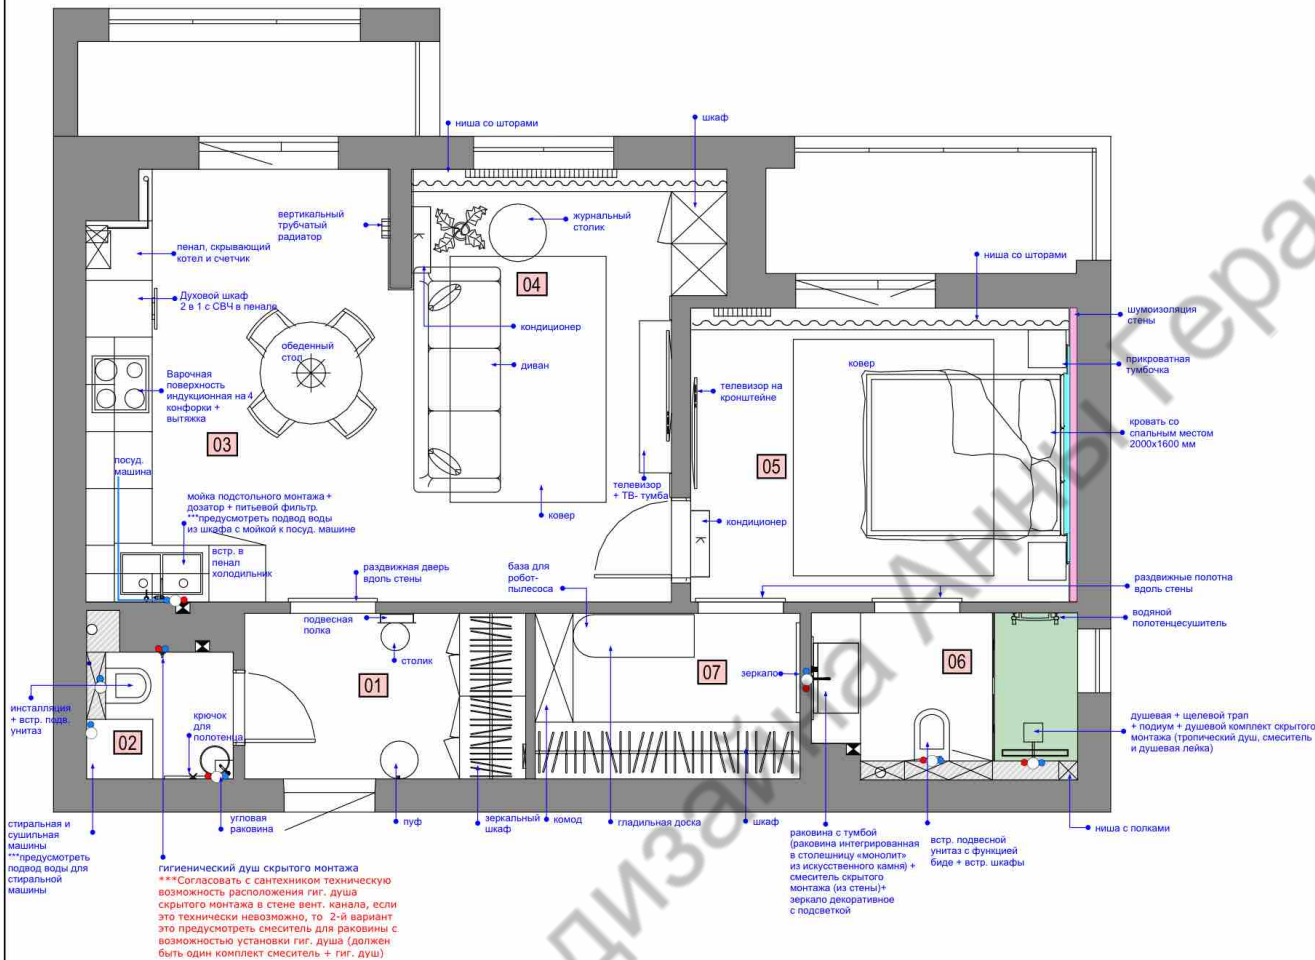 ниша со шторами
шкаф
вертикальный
трубчатый
радиатор
журнальный
столик
пенал, скрывающий
котел и счетчик
ниша со шторами
04
Духовой шкаф
2 в 1 с СВЧ в пенале
кондиционер
шумоизоляция
стены
обеденный
стол
диван
ковер
прикроватная
тумбочка
Варочная
поверхность
индукционная на 4
конфорки +
вытяжка
телевизор на
кронштейне
кровать со
спальным местом
2000х1600 мм
03
05
посуд.
машина
телевизор
+ ТВ- тумба
мойка подстольного монтажа +
дозатор + питьевой фильтр.
***предусмотреть подвод воды
из шкафа с мойкой к посуд. машине
ковер
кондиционер
К
К
встр. в
пенал
холодильник
раздвижная дверь
вдоль стены
база для
робот-
пылесоса
раздвижные полотна
вдоль стены
подвесная
полка
столик
водяной
полотенцесушитель
01
07
06
зеркало
инсталляция
+ встр. подв.
унитаз
крючок
для
полотенца
02
душевая + щелевой трап
+ подиум + душевой комплект скрытого
монтажа (тропический душ, смеситель
и душевая лейка)
стиральная и
сушильная
машины
***предусмотреть
подвод воды для
стиральной
машины
угловая
раковина
пуф
зеркальный
шкаф
комод
гладильная доска
шкаф
раковина с тумбой
(раковина интегрированная
в столешницу «монолит»
из искусственного камня) +
смеситель скрытого
монтажа (из стены)+
зеркало декоративное
с подсветкой
встр. подвесной
унитаз с функцией
биде + встр. шкафы
ниша с полками
гигиенический душ скрытого монтажа
***Согласовать с сантехником техническую
возможность расположения гиг. душа
скрытого монтажа в стене вент. канала, если
это технически невозможно, то 2-й вариант
это предусмотреть смеситель для раковины с
возможностью установки гиг. душа (должен
быть один комплект смеситель + гиг. душ)
дизайна Анны Гера